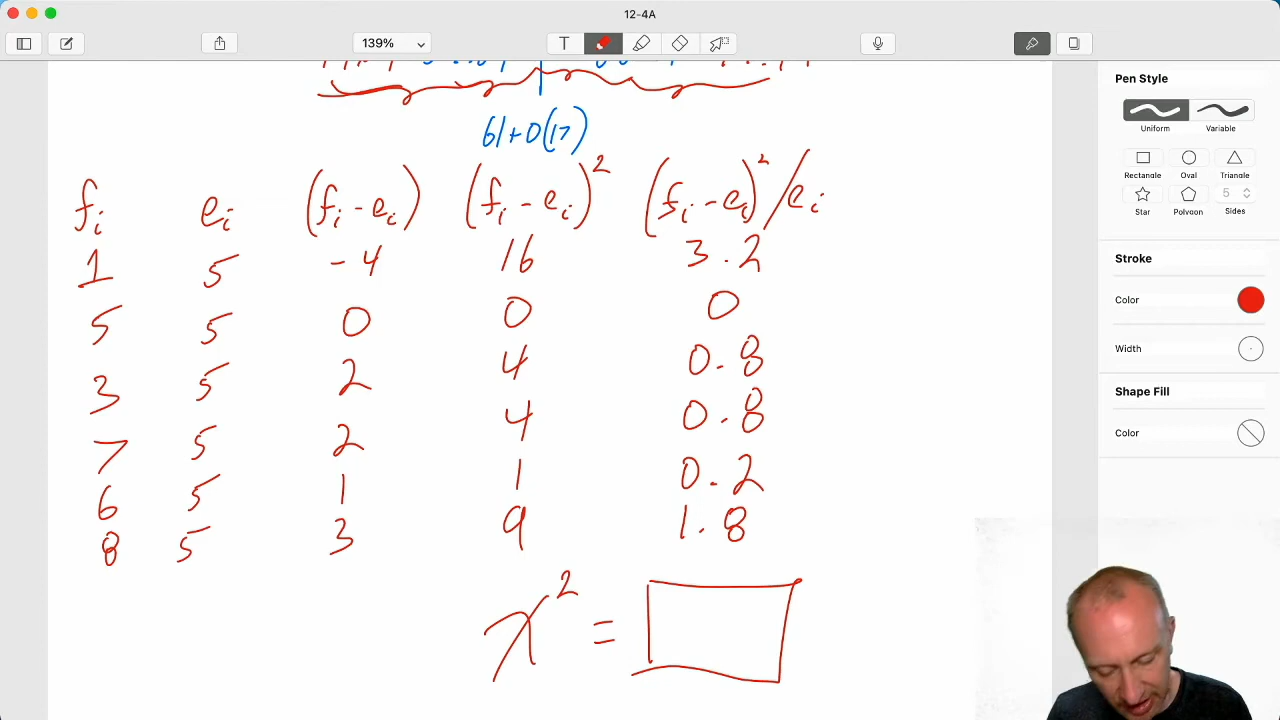 12-4A
139%
T
Pen Style
Uniform Variable
Rectangle Oval Triangle
Star Polygon Sides
5
Stroke
Color
Width
Shape Fill
Color
61+0(17)
fi ei (fi - ei) (fi - ei)² (fi - ei)²/ei
1 5 -4 16 3.2
5 5 0 0 0
3 5 2 4 0.8
7 5 2 4 0.8
6 5 1 1 0.2
8 5 3 9 1.8
χ² =